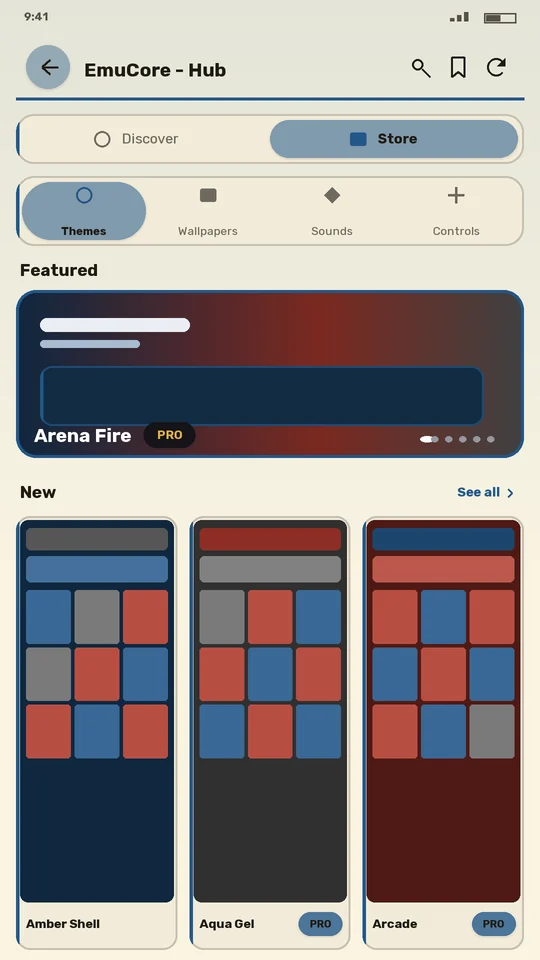 9:41
EmuCore - Hub
Discover
Store
Themes
Wallpapers
Sounds
Controls
Featured
Arena Fire
PRO
New
See all
Amber Shell
Aqua Gel
PRO
Arcade
PRO